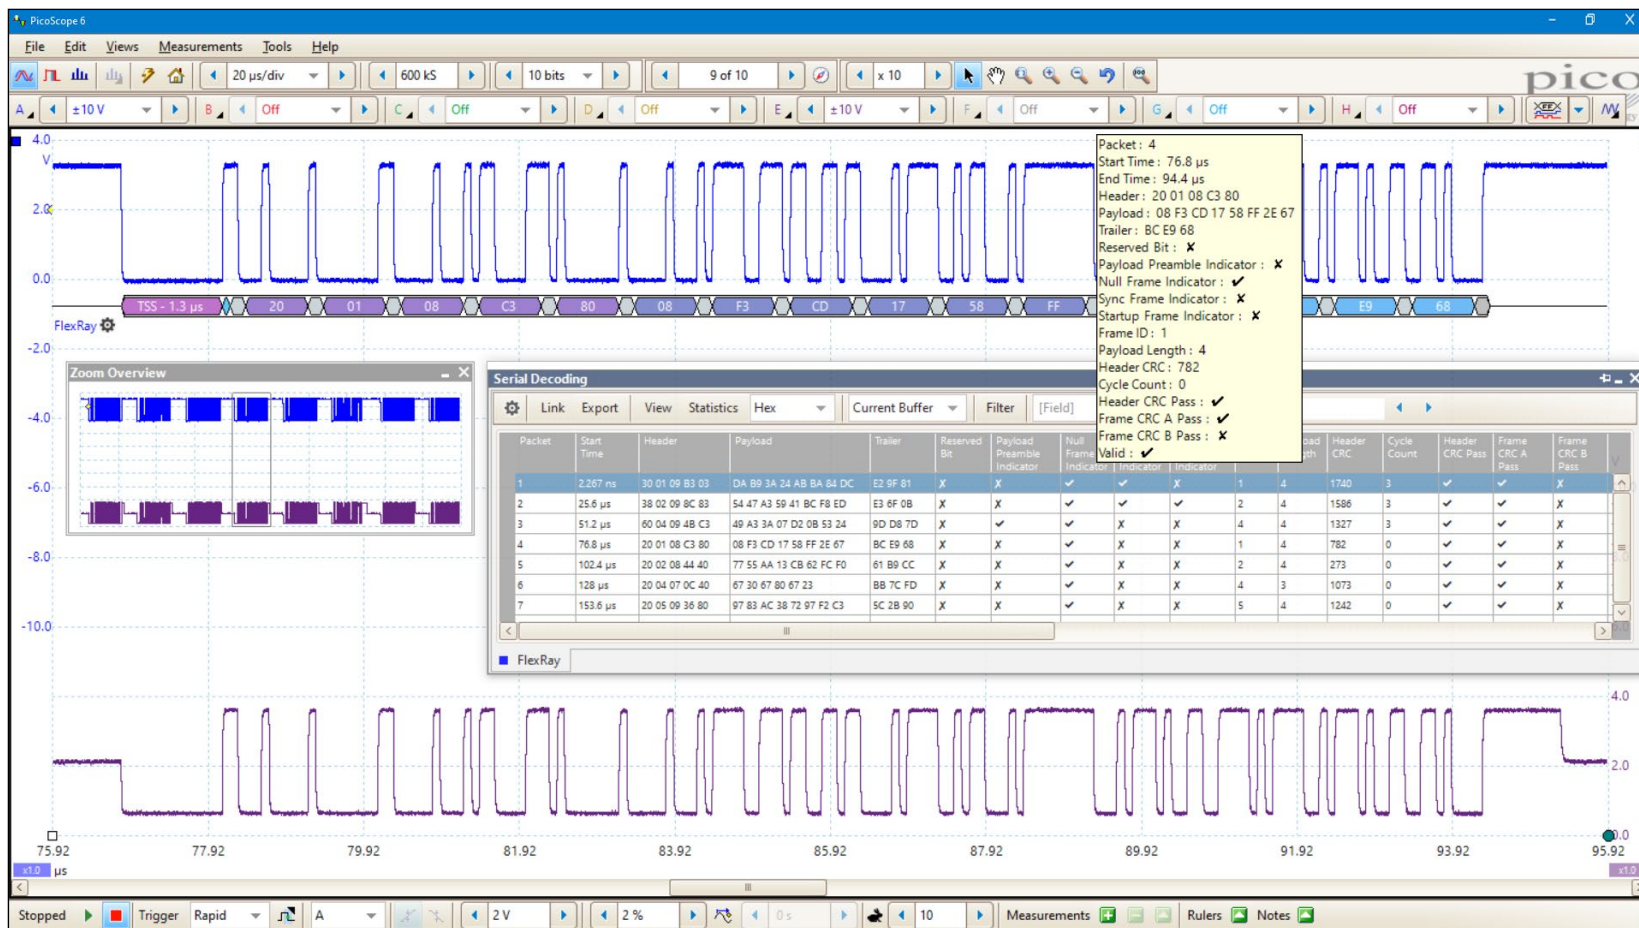 PicoScope 6
File Edit Views Measurements Tools Help
20 µs/div 600 kS 10 bits 9 of 10 x 10
pico
A ±10 V B Off C Off D Off E ±10 V F Off G Off H Off
4.0
V
2.0
0.0
-2.0
-4.0
-6.0
-8.0
-10.0
TSS - 1.3 µs 20 01 08 C3 80 08 F3 CD 17 58 FF E9 68
FlexRay
Packet : 4
Start Time : 76.8 µs
End Time : 94.4 µs
Header : 20 01 08 C3 80
Payload : 08 F3 CD 17 58 FF 2E 67
Trailer : BC E9 68
Reserved Bit : ✘
Payload Preamble Indicator : ✘
Null Frame Indicator : ✔
Sync Frame Indicator : ✘
Startup Frame Indicator : ✘
Frame ID : 1
Payload Length : 4
Header CRC : 782
Cycle Count : 0
Header CRC Pass : ✔
Frame CRC A Pass : ✔
Frame CRC B Pass : ✘
Valid : ✔
Zoom Overview
Serial Decoding
Link Export View Statistics Hex Current Buffer Filter [Field]
Packet Start Time Header Payload Trailer Reserved Bit Payload Preamble Indicator Null Frame Indicator Indicator Indicator Header CRC Cycle Count Header CRC Pass Frame CRC A Pass Frame CRC B Pass
1 2.267 ns 30 01 09 B3 03 DA B9 3A 24 AB BA 84 DC E2 9F 81 ✗ ✗ ✔ ✔ ✗ 1 4 1740 3 ✔ ✔ ✗
2 25.6 µs 38 02 09 8C 83 54 47 A3 59 41 BC F8 ED E3 6F 0B ✗ ✗ ✔ ✔ ✔ 2 4 1586 3 ✔ ✔ ✗
3 51.2 µs 60 04 09 4B C3 49 A3 3A 07 D2 0B 53 24 9D D8 7D ✗ ✔ ✔ ✗ ✗ 4 4 1327 3 ✔ ✔ ✗
4 76.8 µs 20 01 08 C3 80 08 F3 CD 17 58 FF 2E 67 BC E9 68 ✗ ✗ ✔ ✗ ✗ 1 4 782 0 ✔ ✔ ✗
5 102.4 µs 20 02 08 44 40 77 55 AA 13 CB 62 FC F0 61 B9 CC ✗ ✗ ✔ ✗ ✗ 2 4 273 0 ✔ ✔ ✗
6 128 µs 20 04 07 0C 40 67 30 67 80 67 23 BB 7C FD ✗ ✗ ✔ ✗ ✗ 4 3 1073 0 ✔ ✔ ✗
7 153.6 µs 20 05 09 36 80 97 83 AC 38 72 97 F2 C3 5C 2B 90 ✗ ✗ ✔ ✗ ✗ 5 4 1242 0 ✔ ✔ ✗
FlexRay
4.0
2.0
0.0
75.92 77.92 79.92 81.92 83.92 85.92 87.92 89.92 91.92 93.92 95.92
x1.0 µs x1.0
Stopped Trigger Rapid A 2 V 2 % 0 s 10 Measurements Rulers Notes